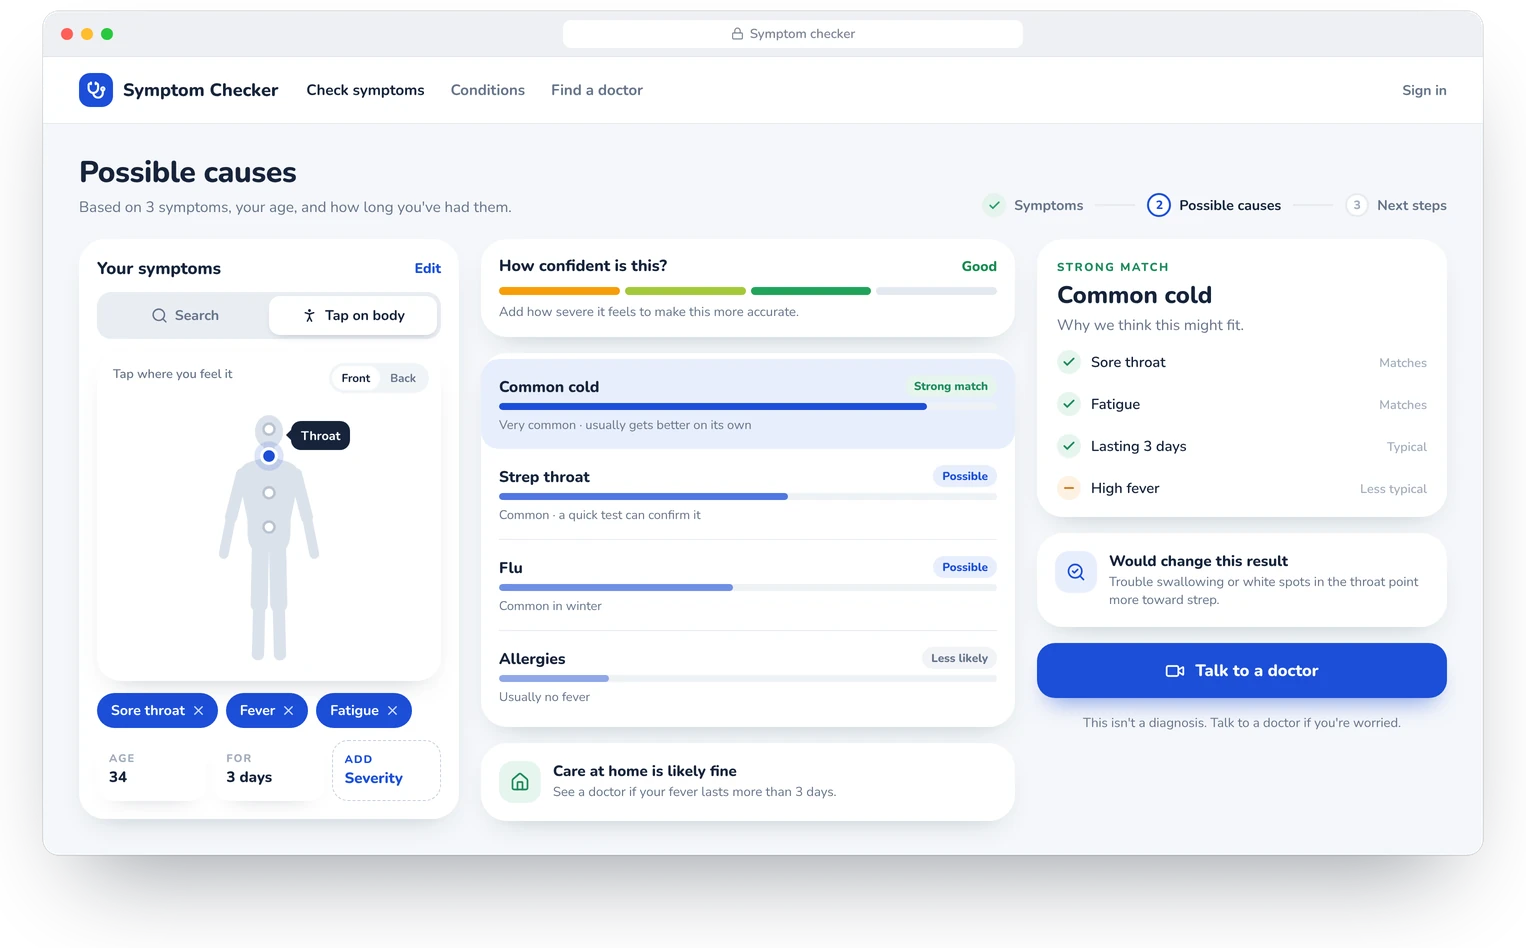 Symptom checker
Symptom Checker
Check symptoms
Conditions
Find a doctor
Sign in
Possible causes
Based on 3 symptoms, your age, and how long you've had them.
Symptoms
2 Possible causes
3 Next steps
Your symptoms
Edit
Search
Tap on body
Tap where you feel it
Front
Back
Throat
Sore throat
Fever
Fatigue
AGE
34
FOR
3 days
ADD
Severity
How confident is this?
Good
Add how severe it feels to make this more accurate.
Common cold
Strong match
Very common · usually gets better on its own
Strep throat
Possible
Common · a quick test can confirm it
Flu
Possible
Common in winter
Allergies
Less likely
Usually no fever
Care at home is likely fine
See a doctor if your fever lasts more than 3 days.
STRONG MATCH
Common cold
Why we think this might fit.
Sore throat
Matches
Fatigue
Matches
Lasting 3 days
Typical
High fever
Less typical
Would change this result
Trouble swallowing or white spots in the throat point
more toward strep.
Talk to a doctor
This isn't a diagnosis. Talk to a doctor if you're worried.